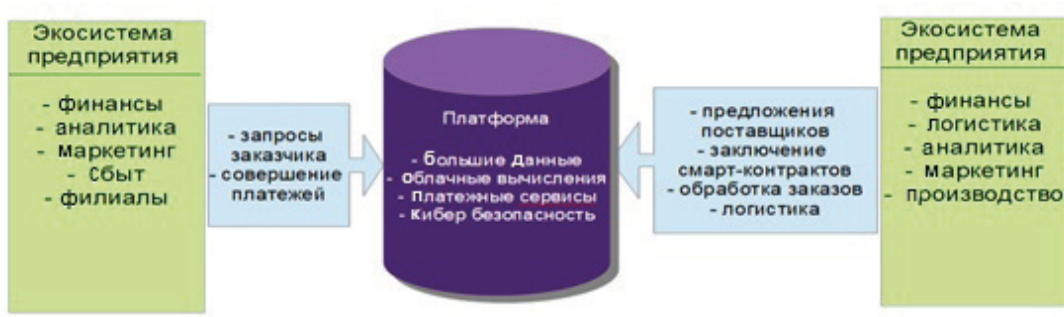 Экосистема
предприятия
- финансы
- аналитика
- Маркетинг
- Сбыт
- филиалы
- запросы
заказчика
- совершение
платежей
Платформа
- Большие Данные
- Облачные вычисления
- Платежные сервисы
- Кибер безопасность
- предложения
поставщиков
- заключение
смарт-контрактов
- обработка заказов
- логистика
Экосистема
предприятия
- финансы
- логистика
- аналитика
- Маркетинг
- производство